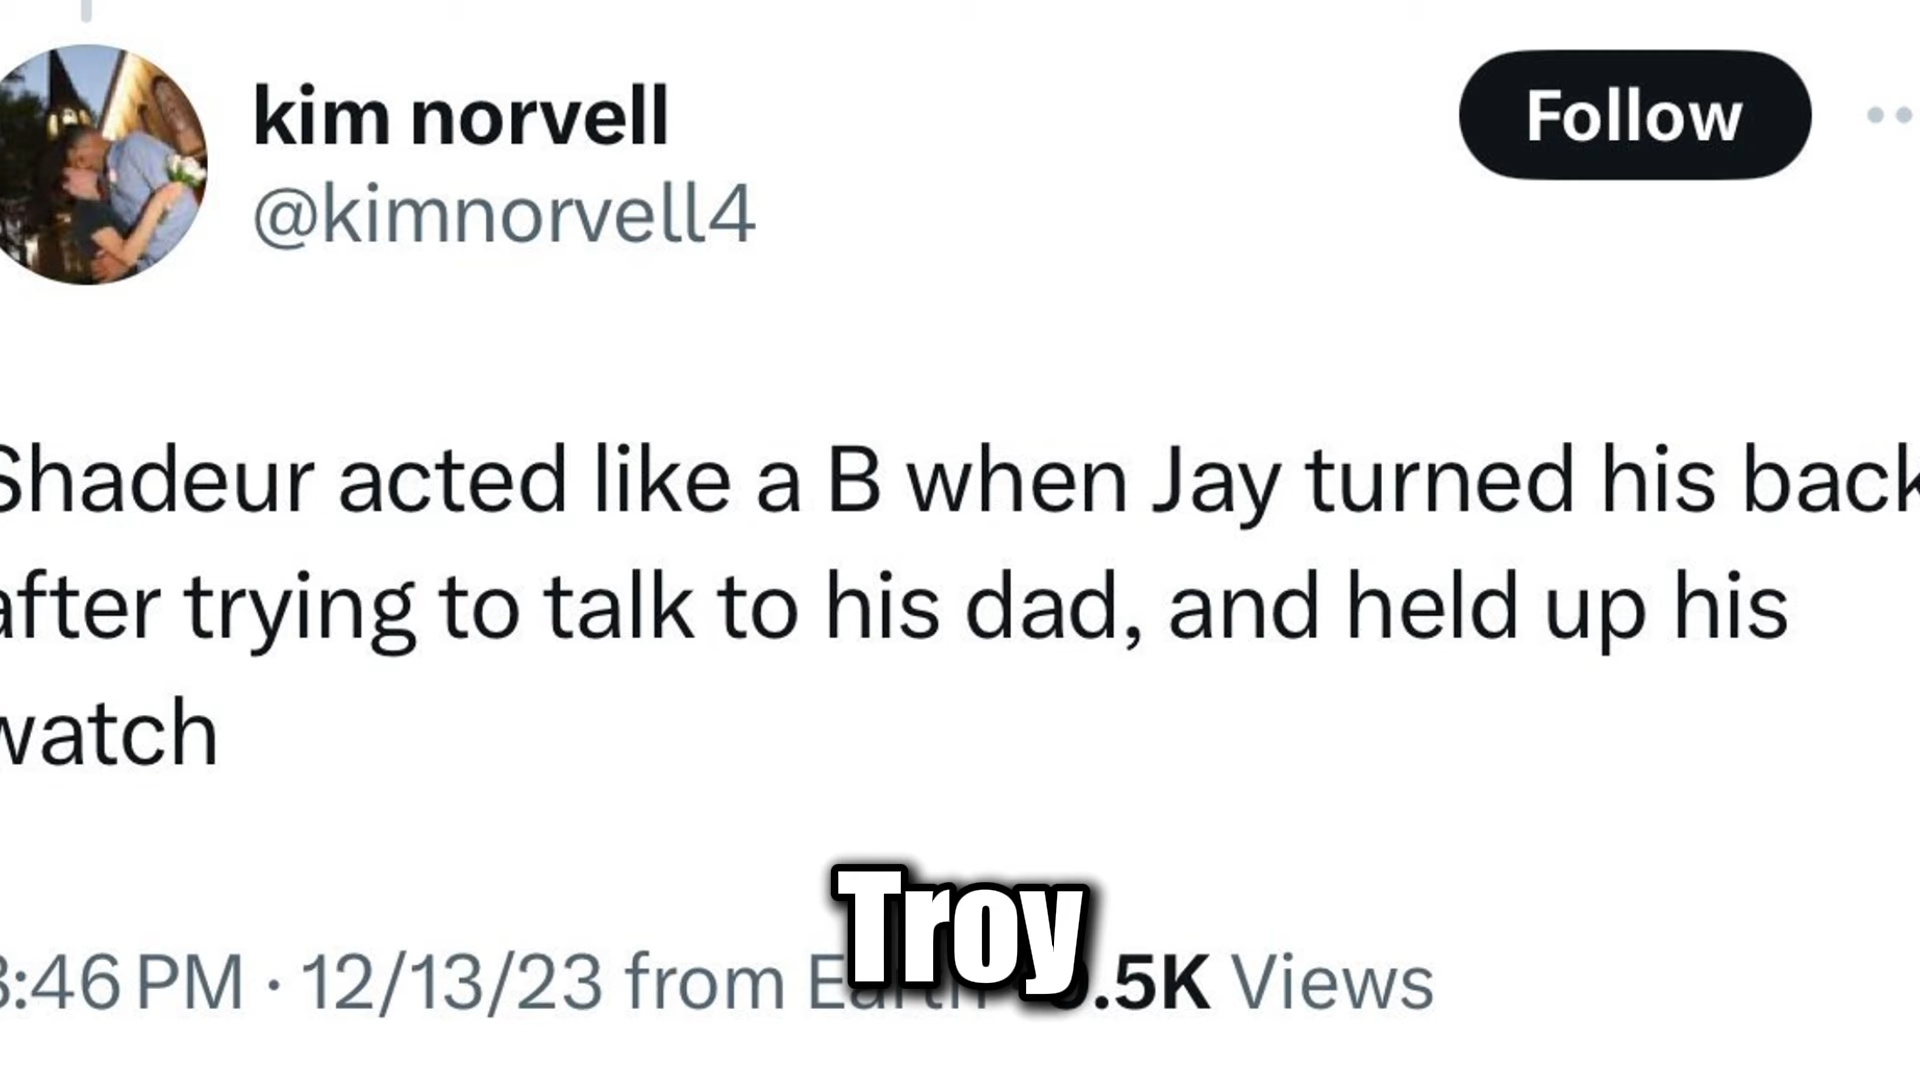 kim norvell
Follow
@kimnorvell4
Shadeur acted like a B when Jay turned his back
after trying to talk to his dad, and held up his
watch
Troy
:46 PM · 12/13/23 from Earth .5K Views